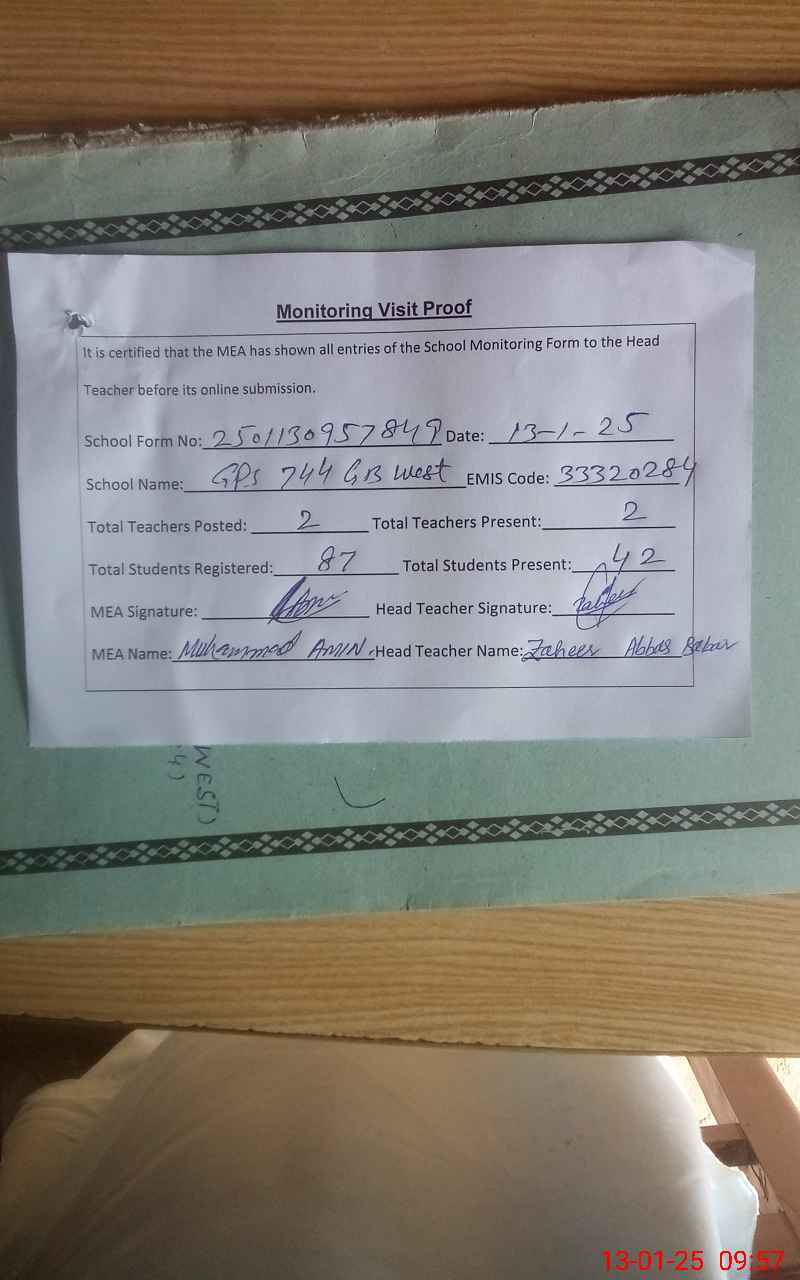 Monitoring Visit Proof
It is certified that the MEA has shown all entries of the School Monitoring Form to the Head
Teacher before its online submission.
School Form No: 2501130957849 Date: 13-1-25
School Name: GPS 744 GB West EMIS Code: 33320284
Total Teachers Posted: 2 Total Teachers Present: 2
Total Students Registered: 87 Total Students Present: 42
MEA Signature: Head Teacher Signature:
MEA Name: Muhammad AMIN. Head Teacher Name: Zaheer Abbas Babar
WEST)
4)
13-01-25 09:57